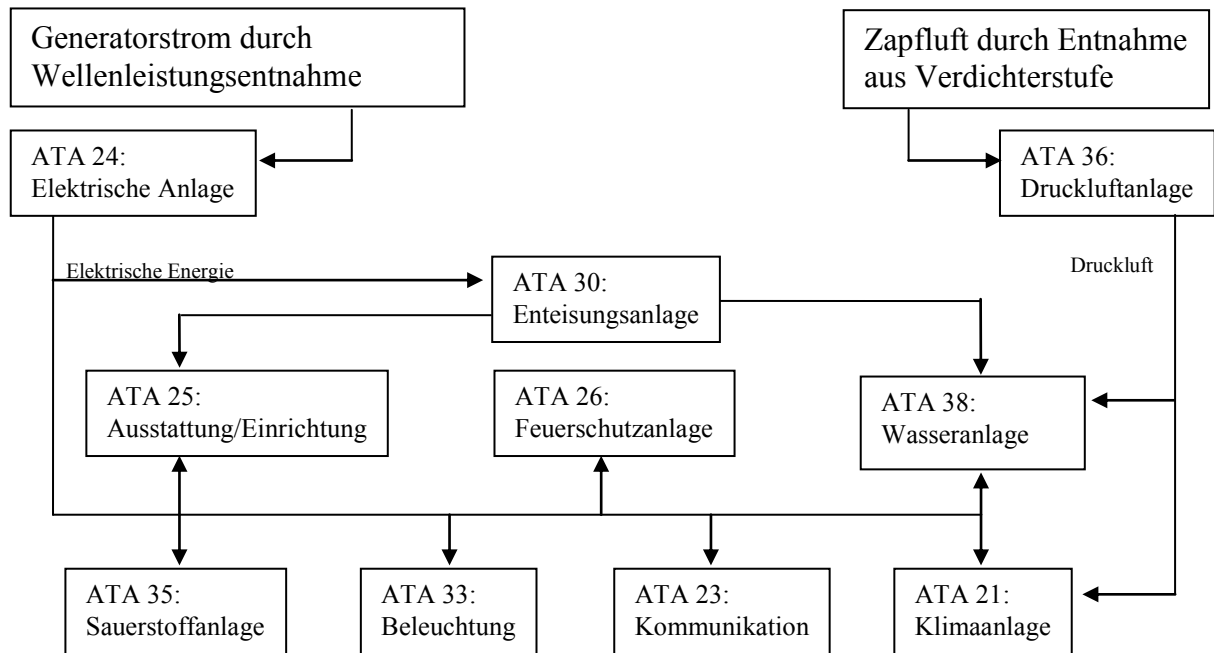 Generatorstrom durch
Wellenleistungsentnahme
Zapfluft durch Entnahme
aus Verdichterstufe
ATA 24:
Elektrische Anlage
ATA 36:
Druckluftanlage
Elektrische Energie
Druckluft
ATA 30:
Enteisungsanlage
ATA 25:
Ausstattung/Einrichtung
ATA 26:
Feuerschutzanlage
ATA 38:
Wasseranlage
ATA 35:
Sauerstoffanlage
ATA 33:
Beleuchtung
ATA 23:
Kommunikation
ATA 21:
Klimaanlage